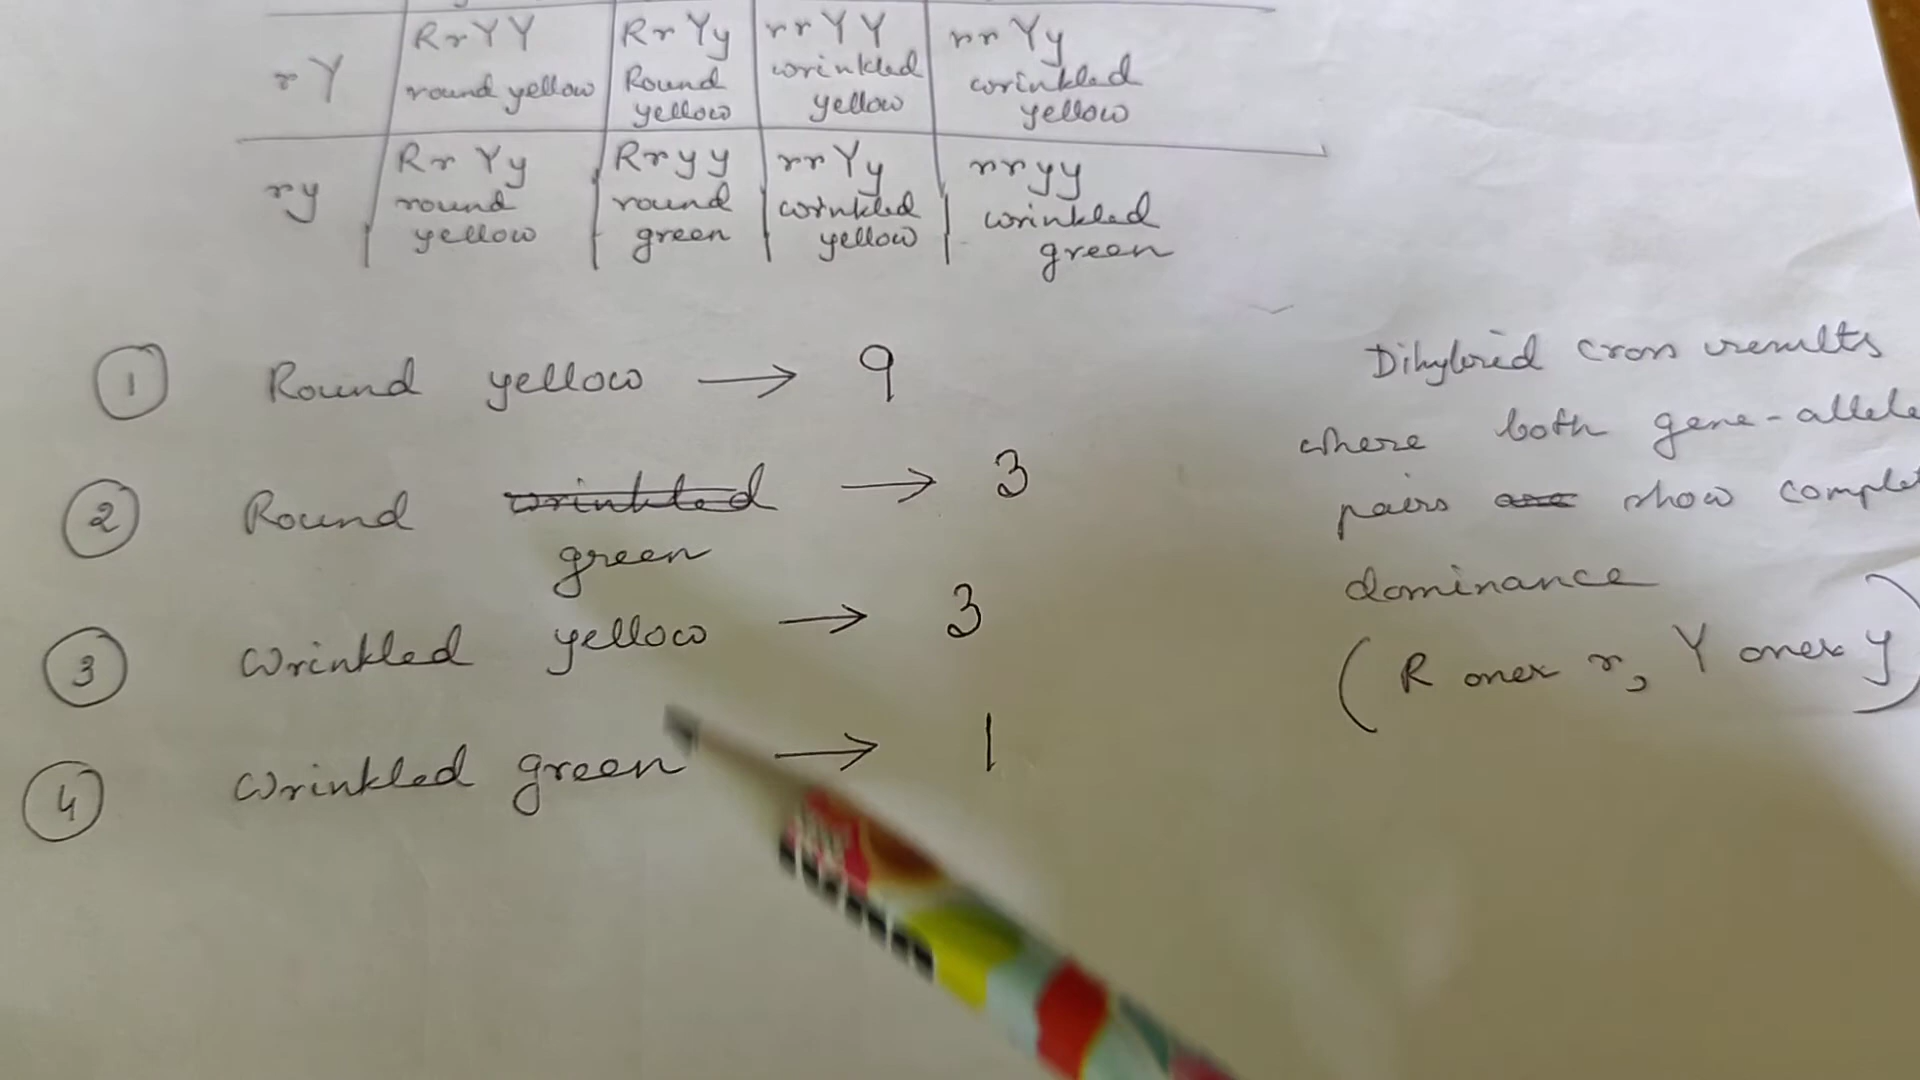 RrYY RrYy rrYY rrYy
rY round yellow Round yellow wrinkled yellow wrinkled yellow
RrYy Rryy rrYy rryy
ry round yellow round green wrinkled yellow wrinkled green
1 Round yellow → 9
2 Round wrinkled → 3
green
3 Wrinkled yellow → 3
4 Wrinkled green → 1
Dihybrid cross results
where both gene-allele
pairs are show complet
dominance
(R over r, Y over y)